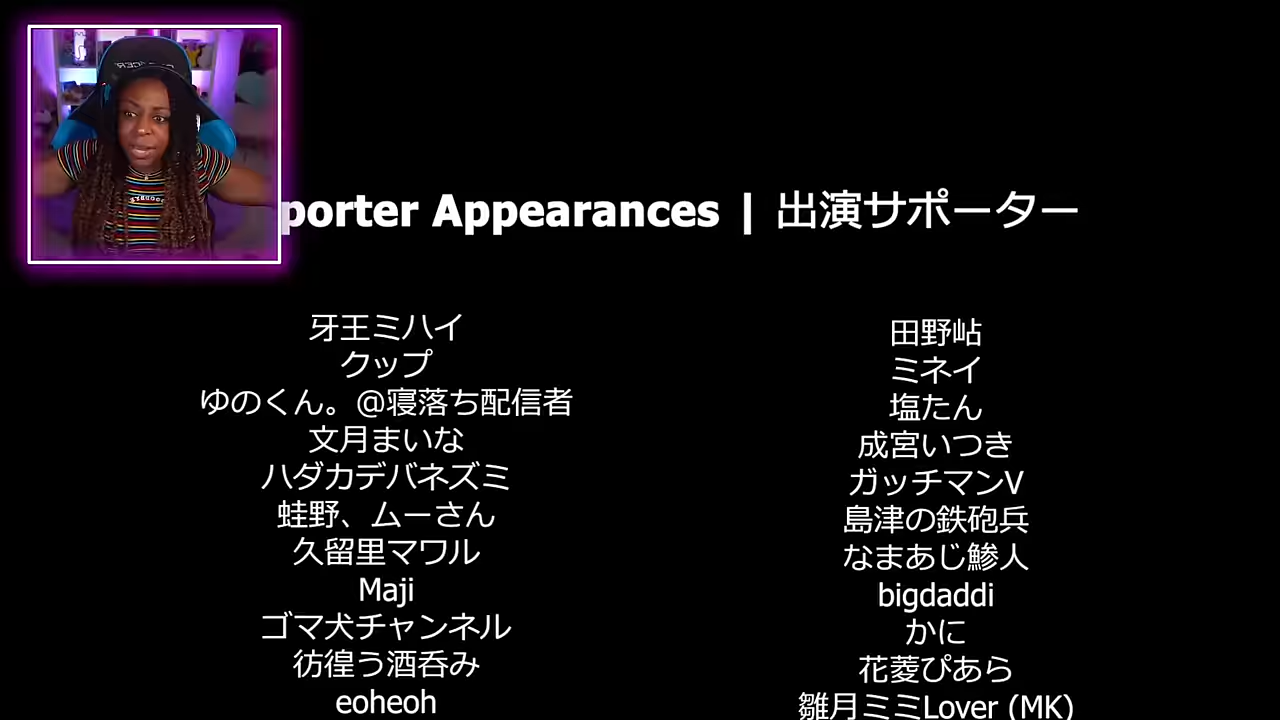 porter Appearances | 出演サポーター
牙王ミハイ
クップ
ゆのくん。@寝落ち配信者
文月まいな
ハダカデバネズミ
蛙野、ムーさん
久留里マワル
Maji
ゴマ犬チャンネル
彷徨う酒呑み
eoheoh
田野岾
ミネイ
塩たん
成宮いつき
ガッチマンV
島津の鉄砲兵
なまあじ鯵人
bigdaddi
かに
花菱ぴあら
雛月ミミLover (MK)